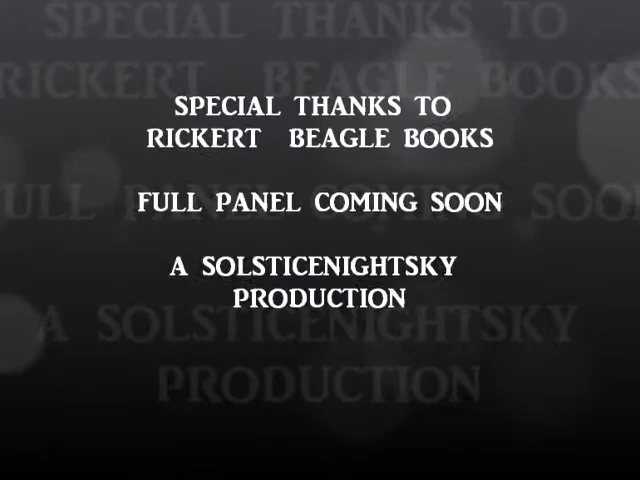 SPECIAL THANKS TO
RICKERT BEAGLE BOOKS
FULL PANEL COMING SOON
A SOLSTICENIGHTSKY
PRODUCTION